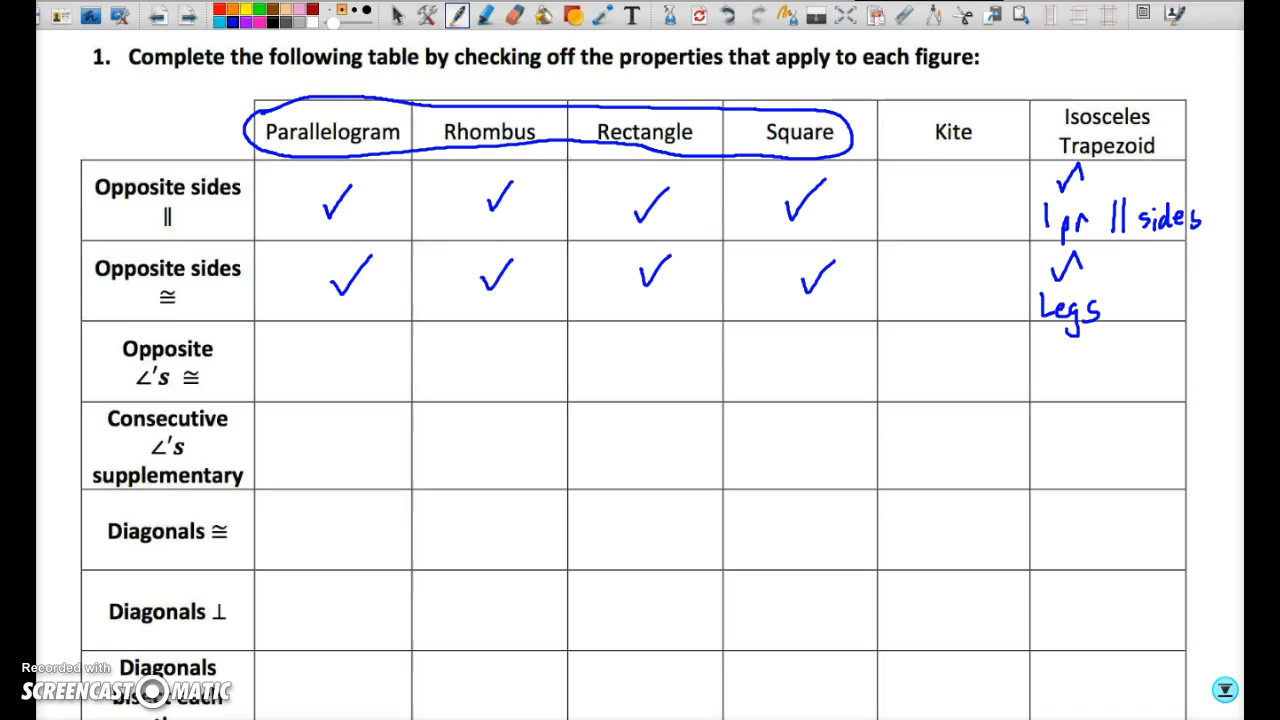 1. Complete the following table by checking off the properties that apply to each figure:
Parallelogram Rhombus Rectangle Square Kite Isosceles
Trapezoid
Opposite sides
∥ ✓ ✓ ✓ ✓ ✓
1 pr || sides
Opposite sides
≅ ✓ ✓ ✓ ✓ ✓
Legs
Opposite
∠'s ≅
Consecutive
∠'s
supplementary
Diagonals ≅
Diagonals ⊥
Diagonals
Recorded with
SCREENCAST MATIC